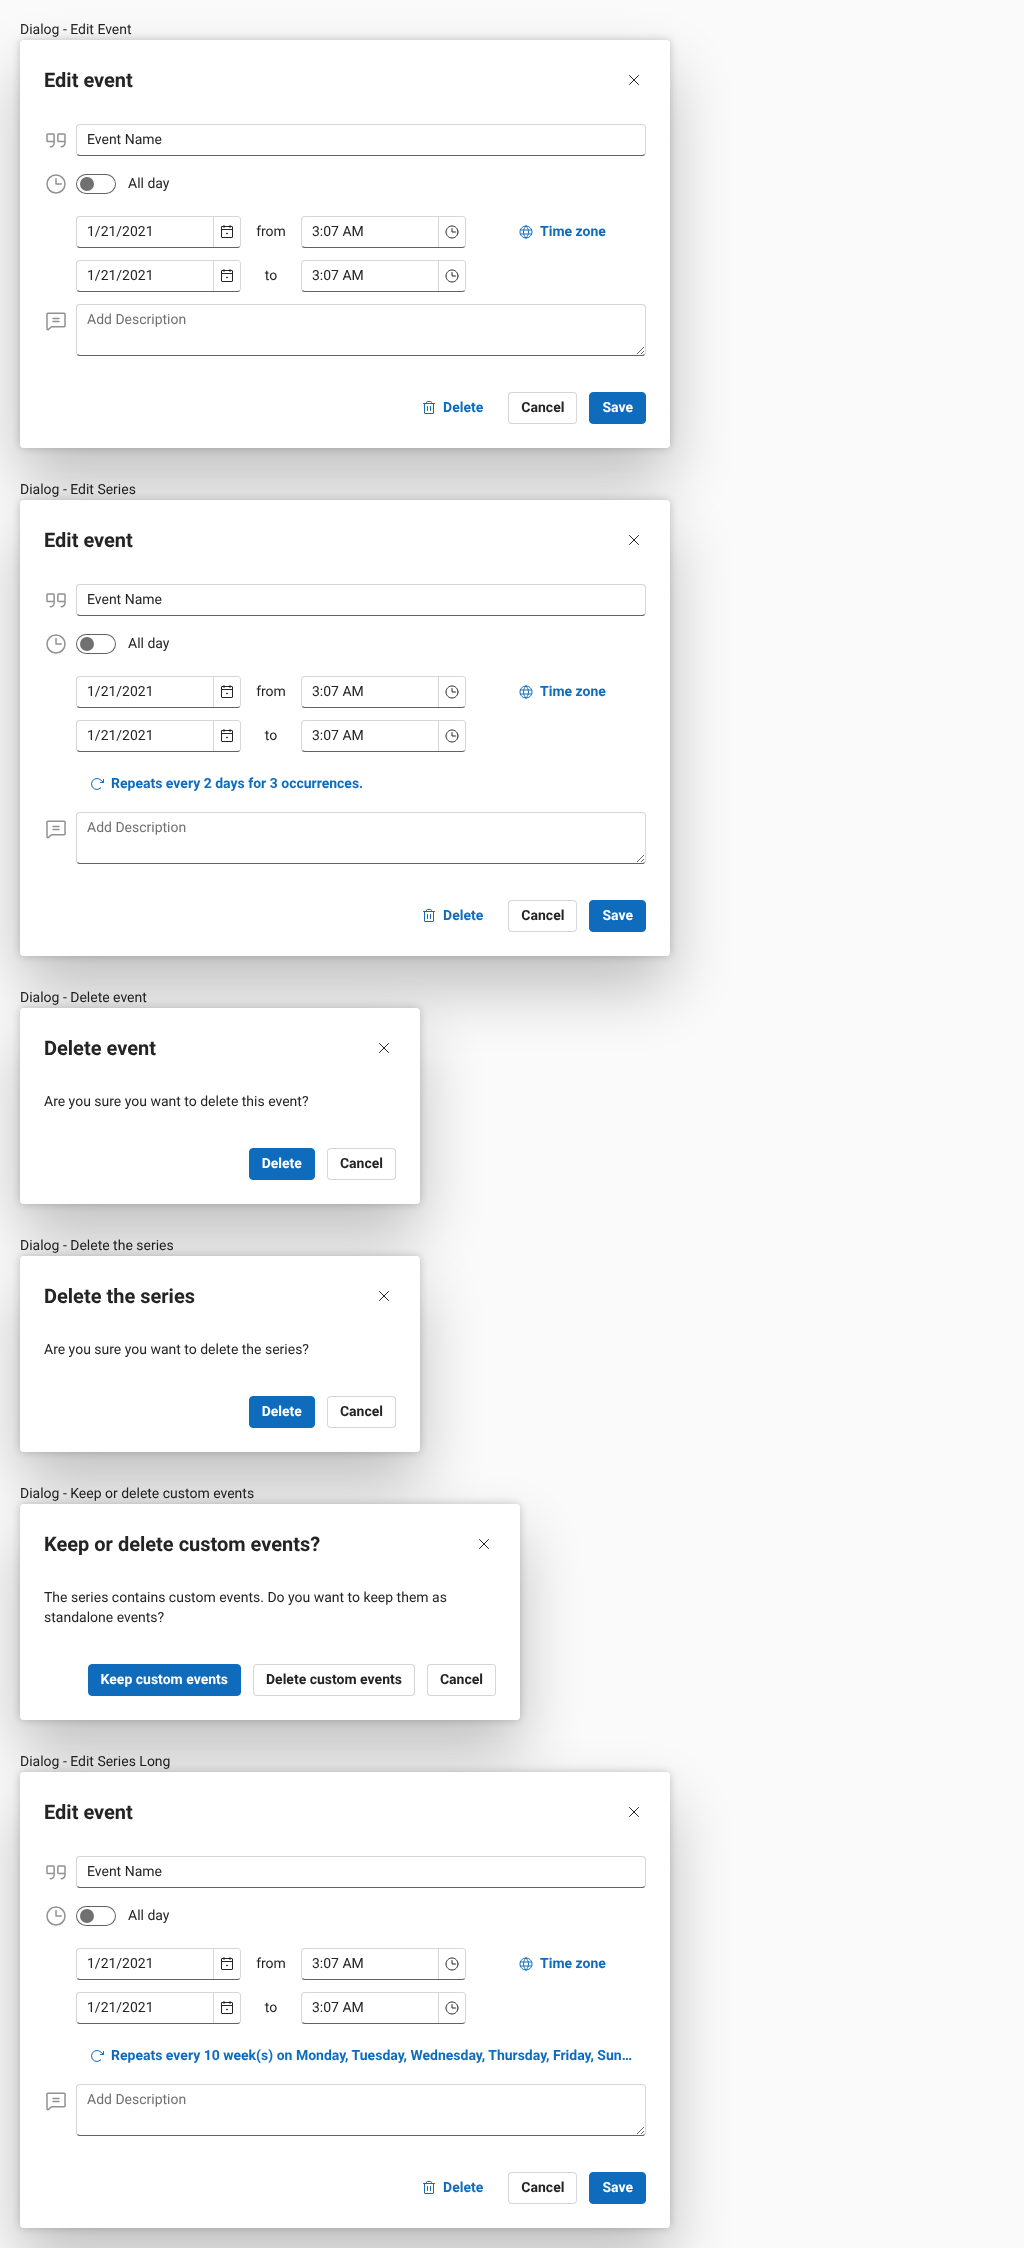 Dialog - Edit Event
Edit event
Event Name
All day
1/21/2021 from 3:07 AM Time zone
1/21/2021 to 3:07 AM
Add Description
Delete Cancel Save
Dialog - Edit Series
Edit event
Event Name
All day
1/21/2021 from 3:07 AM Time zone
1/21/2021 to 3:07 AM
Repeats every 2 days for 3 occurrences.
Add Description
Delete Cancel Save
Dialog - Delete event
Delete event
Are you sure you want to delete this event?
Delete Cancel
Dialog - Delete the series
Delete the series
Are you sure you want to delete the series?
Delete Cancel
Dialog - Keep or delete custom events
Keep or delete custom events?
The series contains custom events. Do you want to keep them as
standalone events?
Keep custom events Delete custom events Cancel
Dialog - Edit Series Long
Edit event
Event Name
All day
1/21/2021 from 3:07 AM Time zone
1/21/2021 to 3:07 AM
Repeats every 10 week(s) on Monday, Tuesday, Wednesday, Thursday, Friday, Sun...
Add Description
Delete Cancel Save